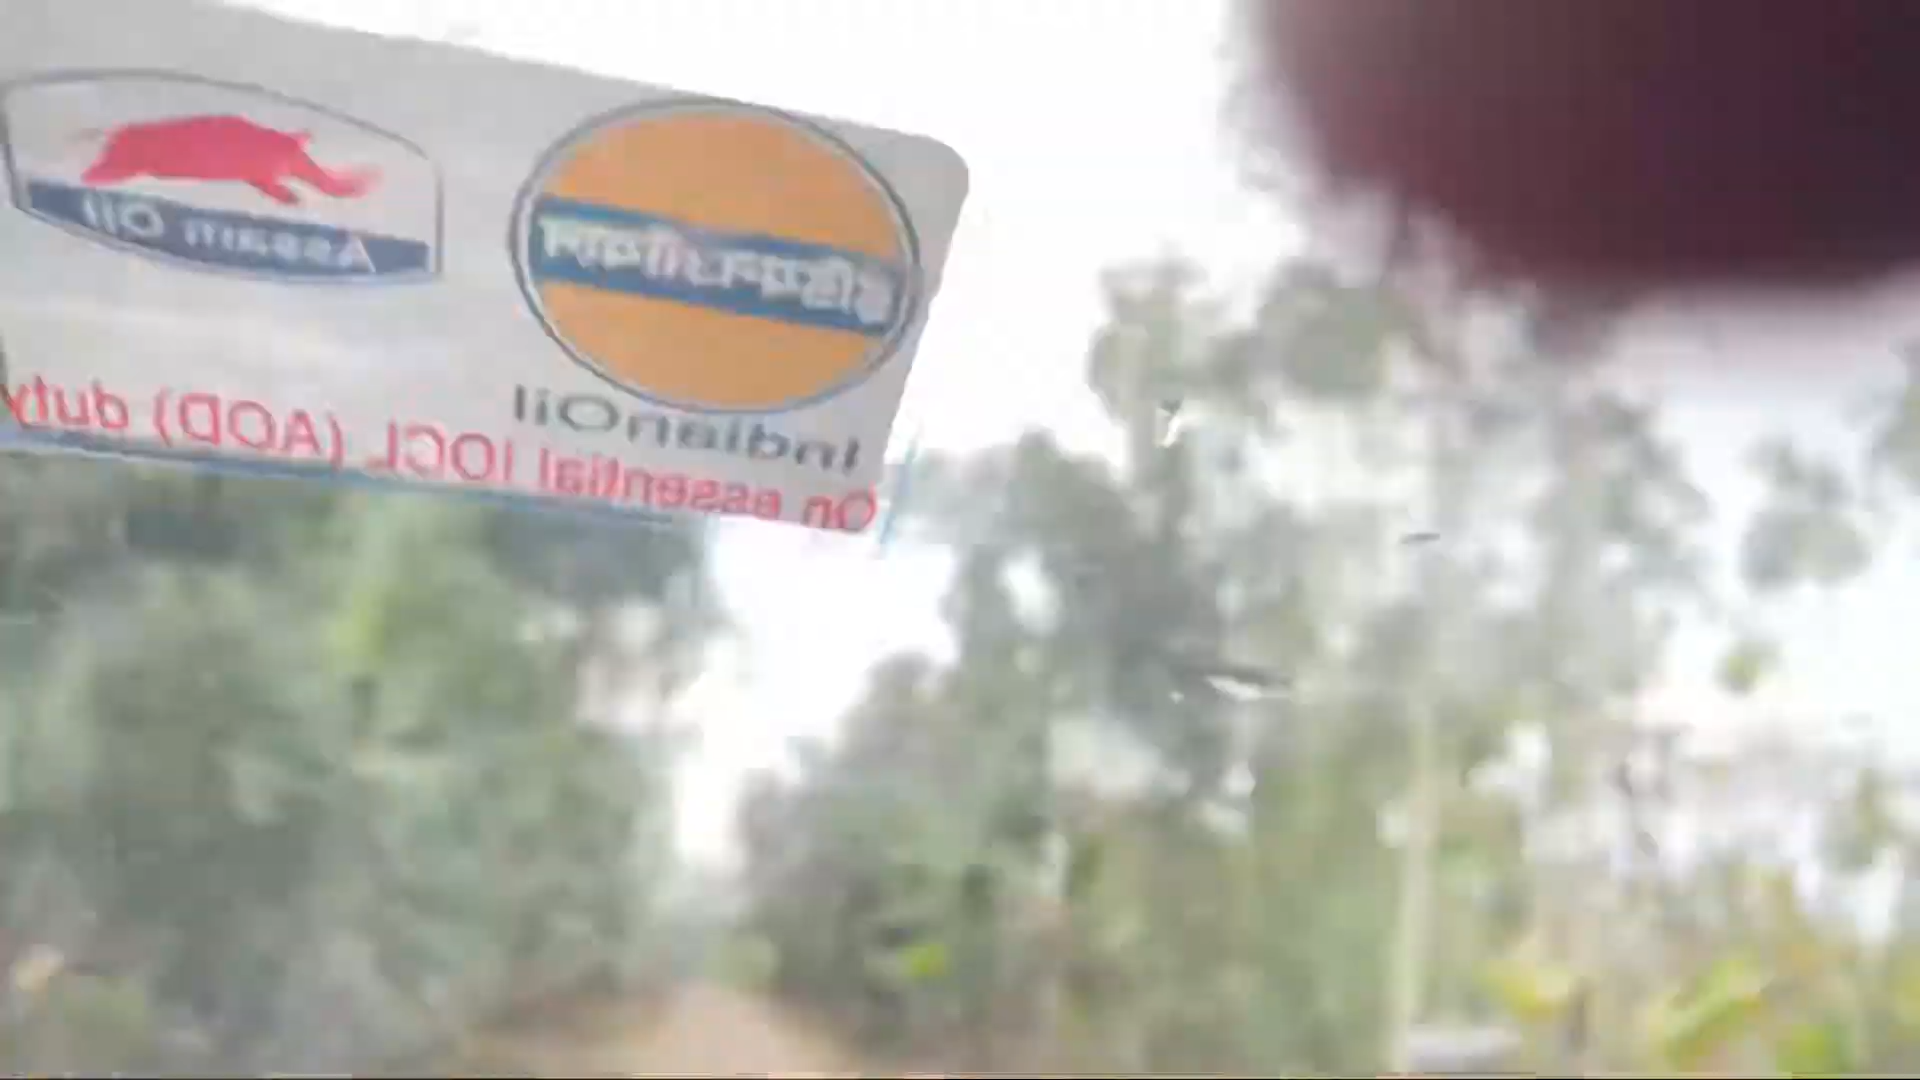 Assam Oil
इंडियनऑयल
IndianOil
On essential IOCL (AOD) duty